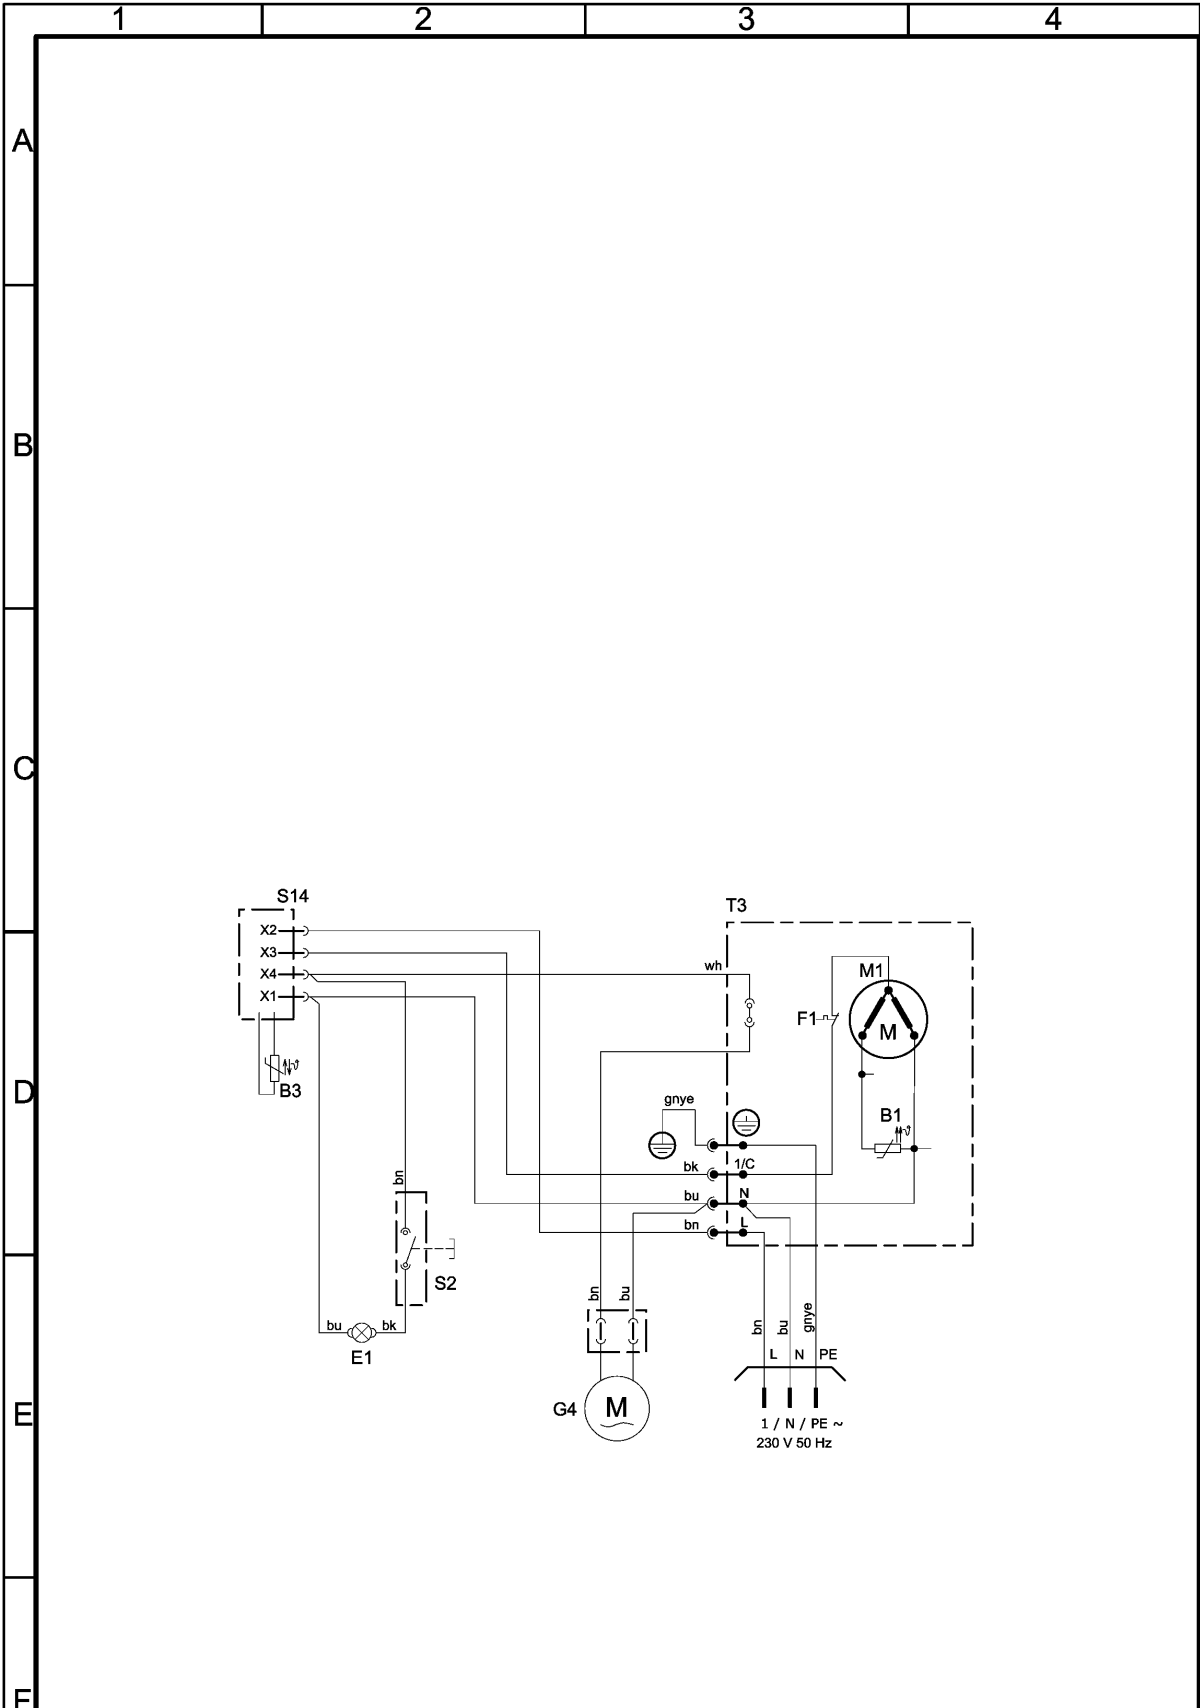 1 2 3 4
A
B
C
S14
T3
X2
X3
wh
M1
X4
X1
F1
M
D
B3
gnye
B1
bk
1/C
bn
bu
N
bn
L
S2
bn
bu
bn
bu
gnye
bu
bk
L N PE
E1
E
G4
M
1 / N / PE ~
230 V 50 Hz
F